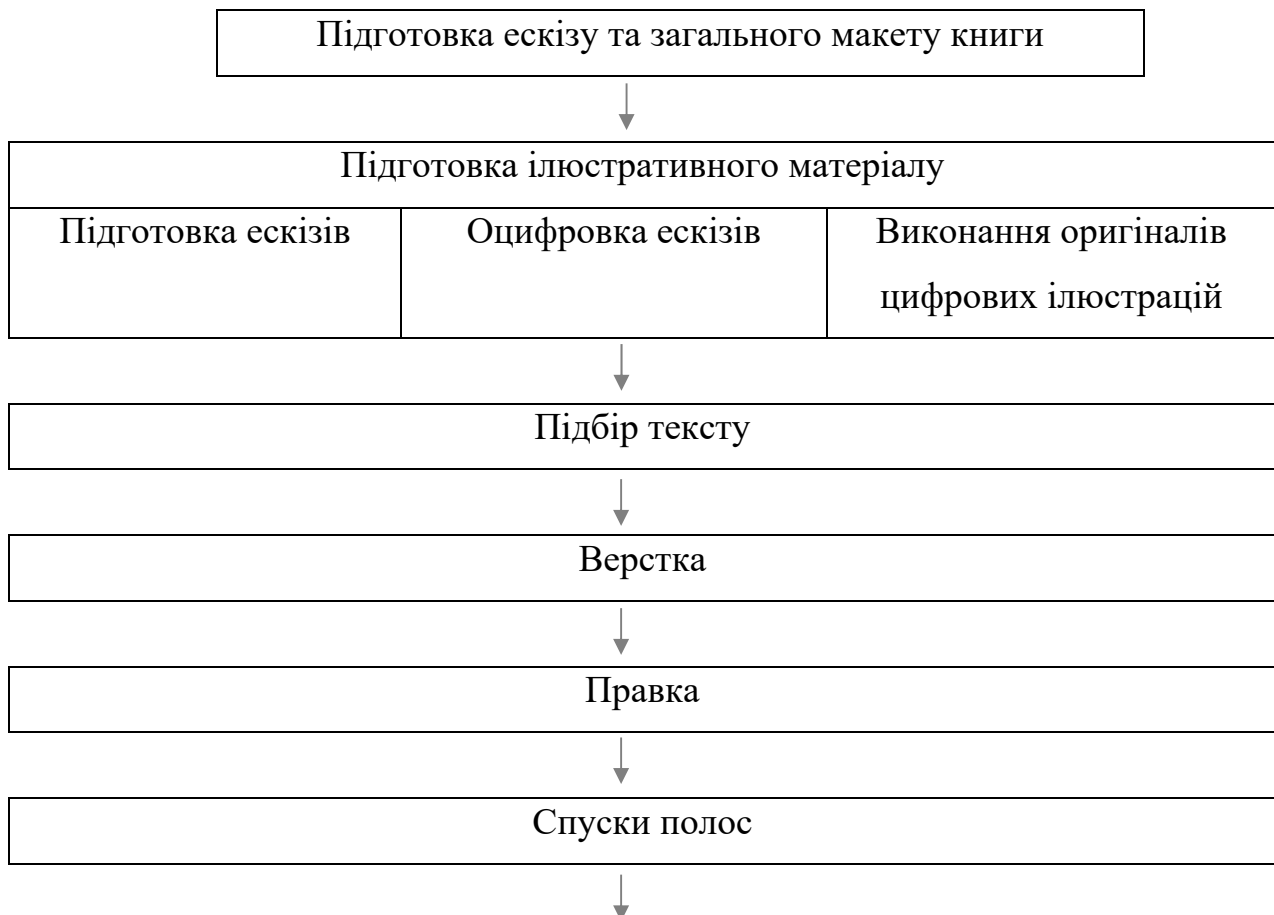 Підготовка ескізу та загального макету книги
Підготовка ілюстративного матеріалу
Підготовка ескізів
Оцифровка ескізів
Виконання оригіналів
цифрових ілюстрацій
Підбір тексту
Верстка
Правка
Спуски полос